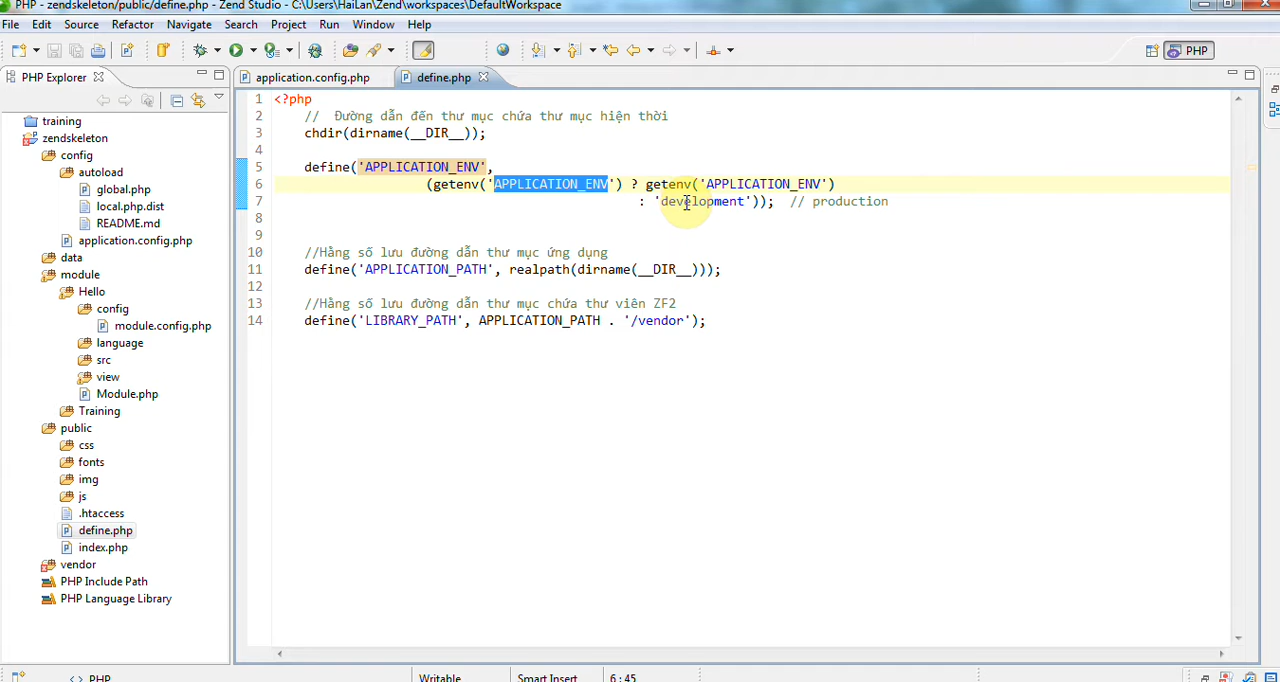 PHP - zendskeleton/public/define.php - Zend Studio - C:\Users\HaiLan\Zend\workspaces\DefaultWorkspace
File Edit Source Refactor Navigate Search Project Run Window Help
PHP
PHP Explorer
application.config.php
define.php
training
zendskeleton
config
autoload
global.php
local.php.dist
README.md
application.config.php
data
module
Hello
config
module.config.php
language
src
view
Module.php
Training
public
css
fonts
img
js
.htaccess
define.php
index.php
vendor
PHP Include Path
PHP Language Library
1 <?php
2 // Đường dẫn đến thư mục chứa thư mục hiện thời
3 chdir(dirname(__DIR__));
4
5 define('APPLICATION_ENV',
6 (getenv('APPLICATION_ENV') ? getenv('APPLICATION_ENV')
7 : 'development')); // production
8
9
10 //Hằng số lưu đường dẫn thư mục ứng dụng
11 define('APPLICATION_PATH', realpath(dirname(__DIR__)));
12
13 //Hằng số lưu đường dẫn thư mục chứa thư viên ZF2
14 define('LIBRARY_PATH', APPLICATION_PATH . '/vendor');
<> PHP
Writable
Smart Insert
6 : 45